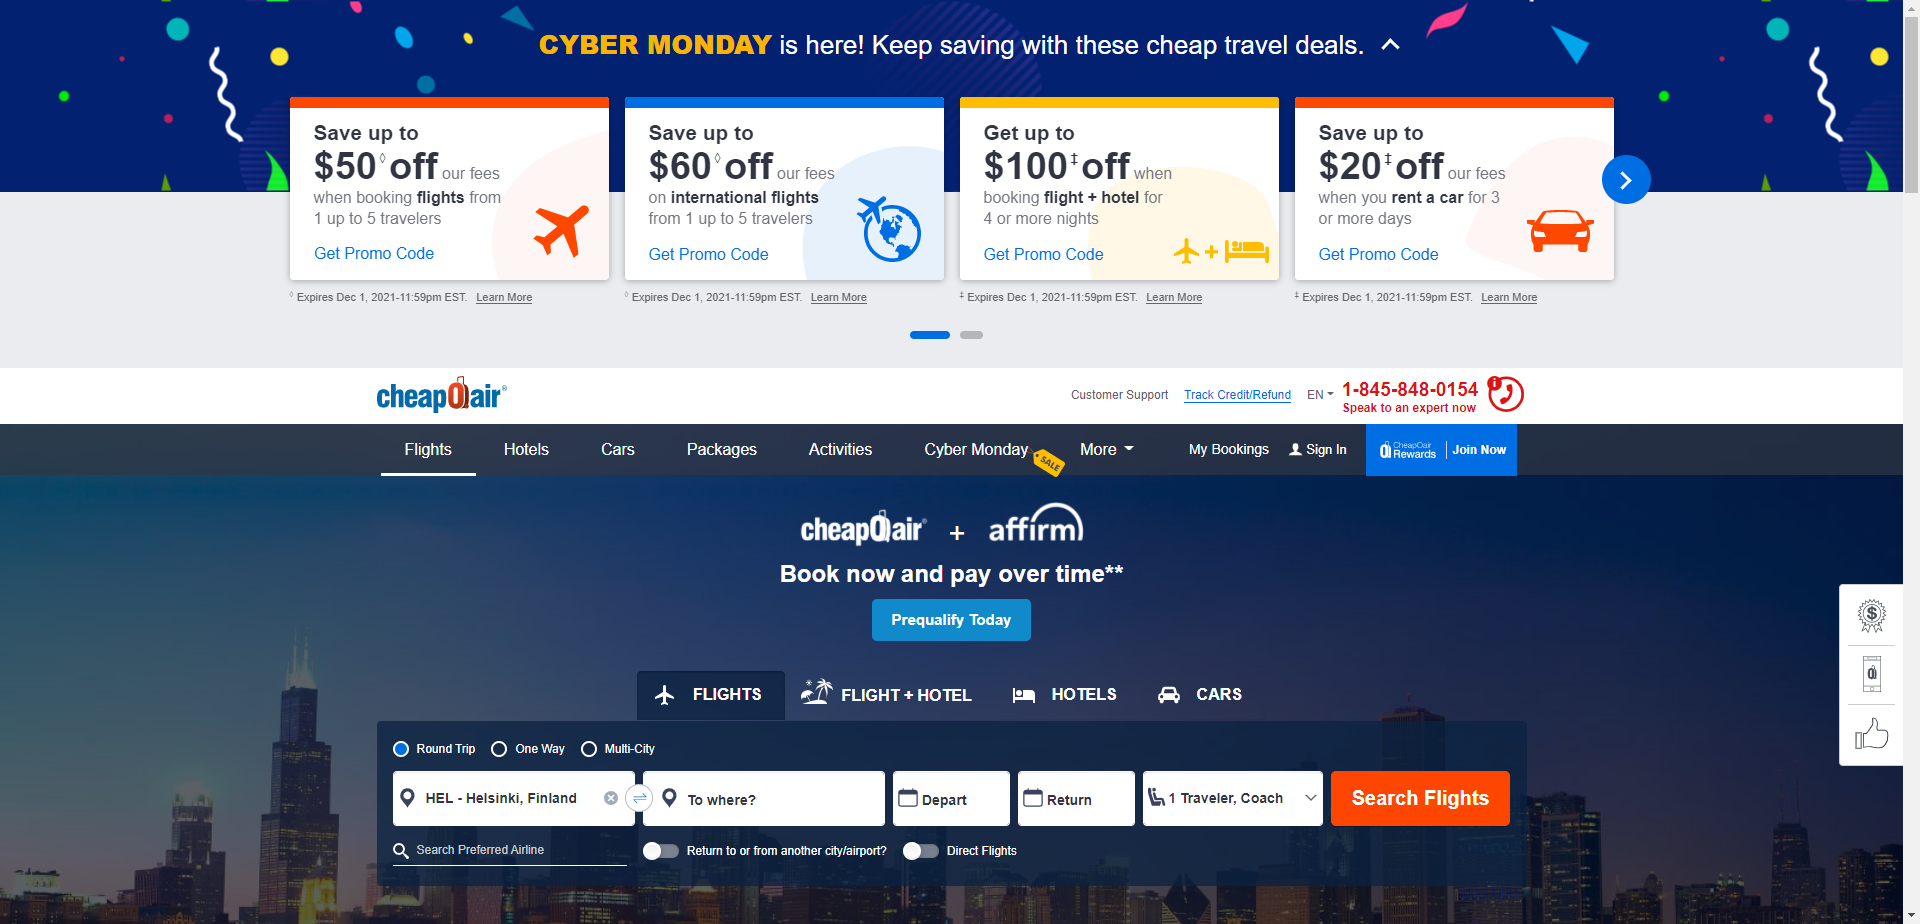 CYBER MONDAY is here! Keep saving with these cheap travel deals.
Save up to
$50◊ off our fees
when booking flights from
1 up to 5 travelers
Get Promo Code
◊ Expires Dec 1, 2021-11:59pm EST. Learn More
Save up to
$60◊ off our fees
on international flights
from 1 up to 5 travelers
Get Promo Code
◊ Expires Dec 1, 2021-11:59pm EST. Learn More
Get up to
$100‡ off when
booking flight + hotel for
4 or more nights
Get Promo Code
‡ Expires Dec 1, 2021-11:59pm EST. Learn More
Save up to
$20‡ off our fees
when you rent a car for 3
or more days
Get Promo Code
‡ Expires Dec 1, 2021-11:59pm EST. Learn More
cheapOair®
Customer Support
Track Credit/Refund
EN
1-845-848-0154
Speak to an expert now
Flights
Hotels
Cars
Packages
Activities
Cyber Monday
SALE
More
My Bookings
Sign In
CheapOair
Rewards
Join Now
cheapOair® + affirm
Book now and pay over time**
Prequalify Today
FLIGHTS
FLIGHT + HOTEL
HOTELS
CARS
Round Trip
One Way
Multi-City
HEL - Helsinki, Finland
To where?
Depart
Return
1 Traveler, Coach
Search Flights
Search Preferred Airline
Return to or from another city/airport?
Direct Flights